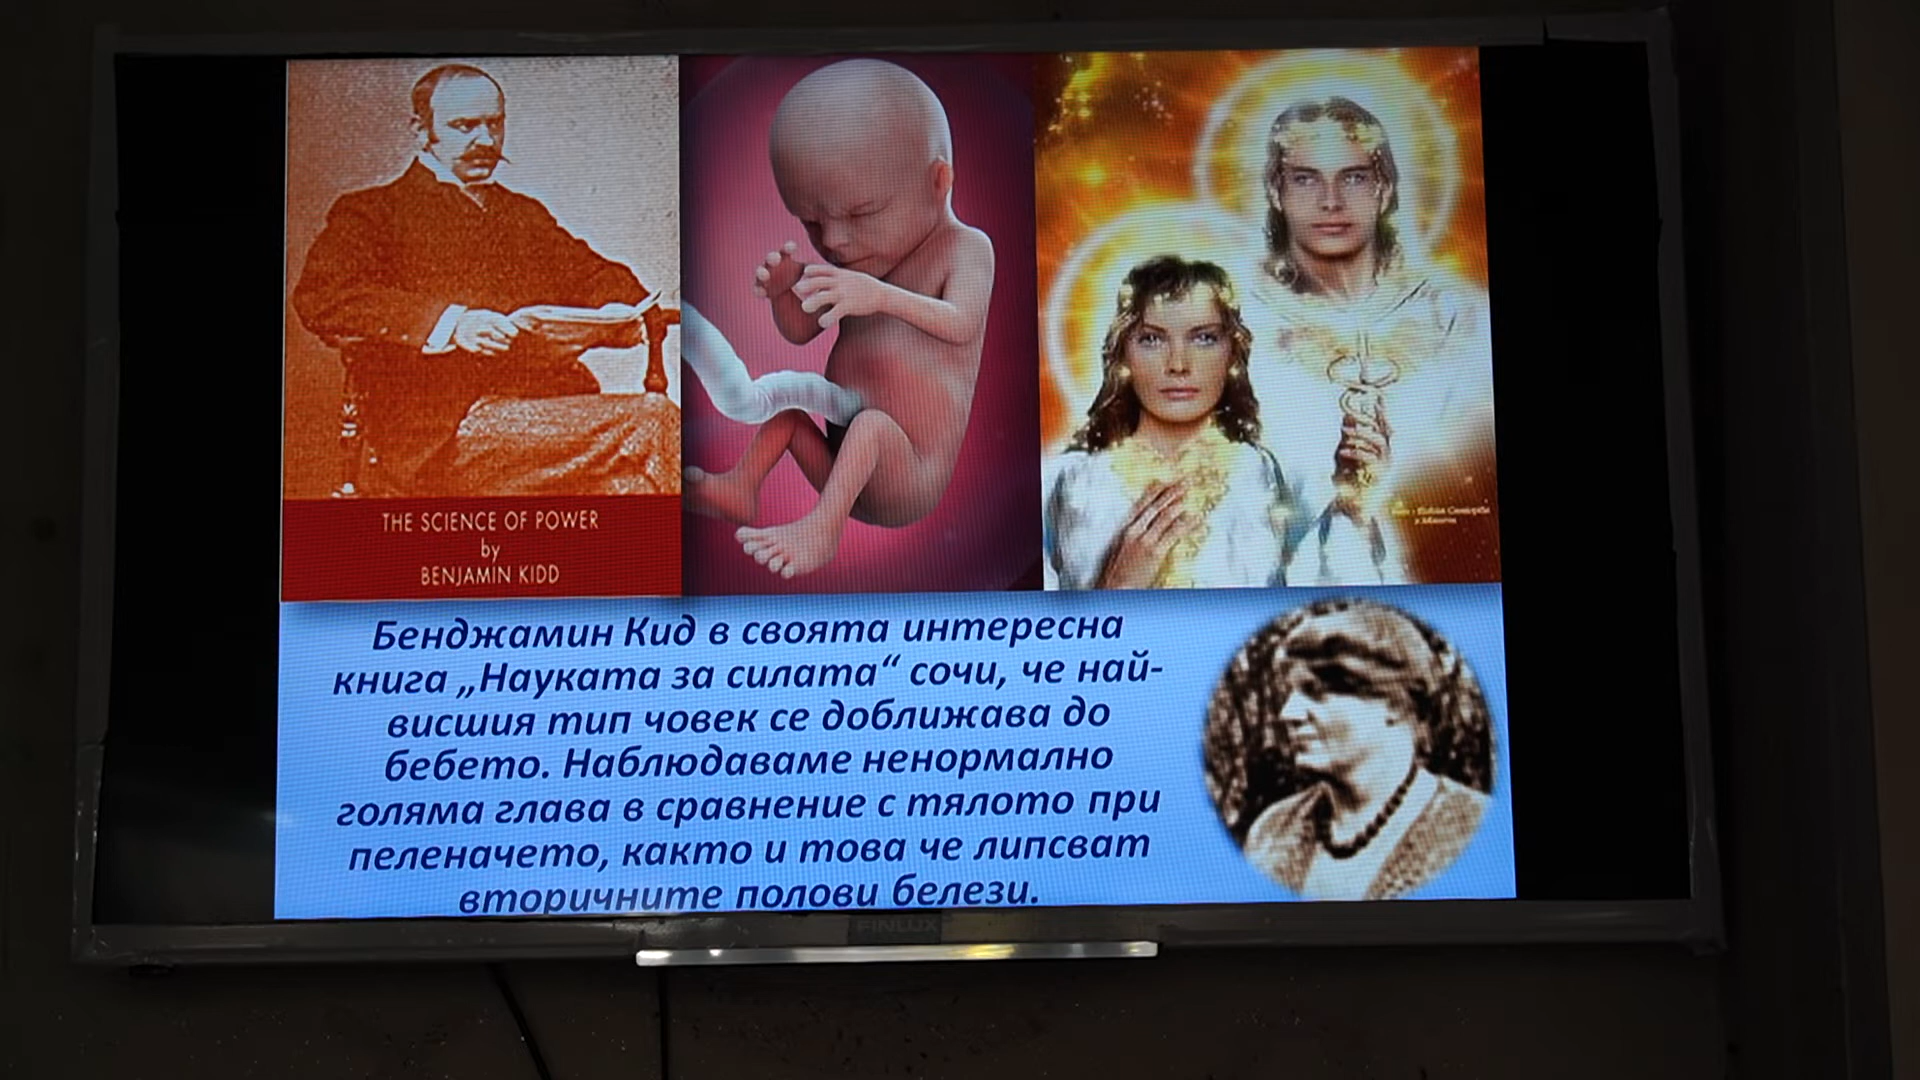 THE SCIENCE OF POWER
by
BENJAMIN KIDD
Бенджамин Кид в своята интересна
книга „Науката за силата“ сочи, че най-
висшия тип човек се доближава до
бебето. Наблюдаваме ненормално
голяма глава в сравнение с тялото при
пеленачето, както и това че липсват
вторичните полови белези.
FINLUX